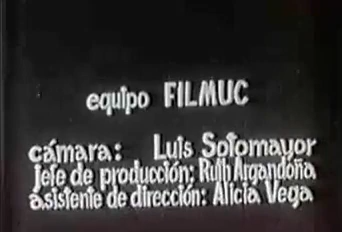 equipo FILMUC
cámara: Luis Sotomayor
jefe de producción: Ruth Argandoña
asistente de dirección: Alicia Vega